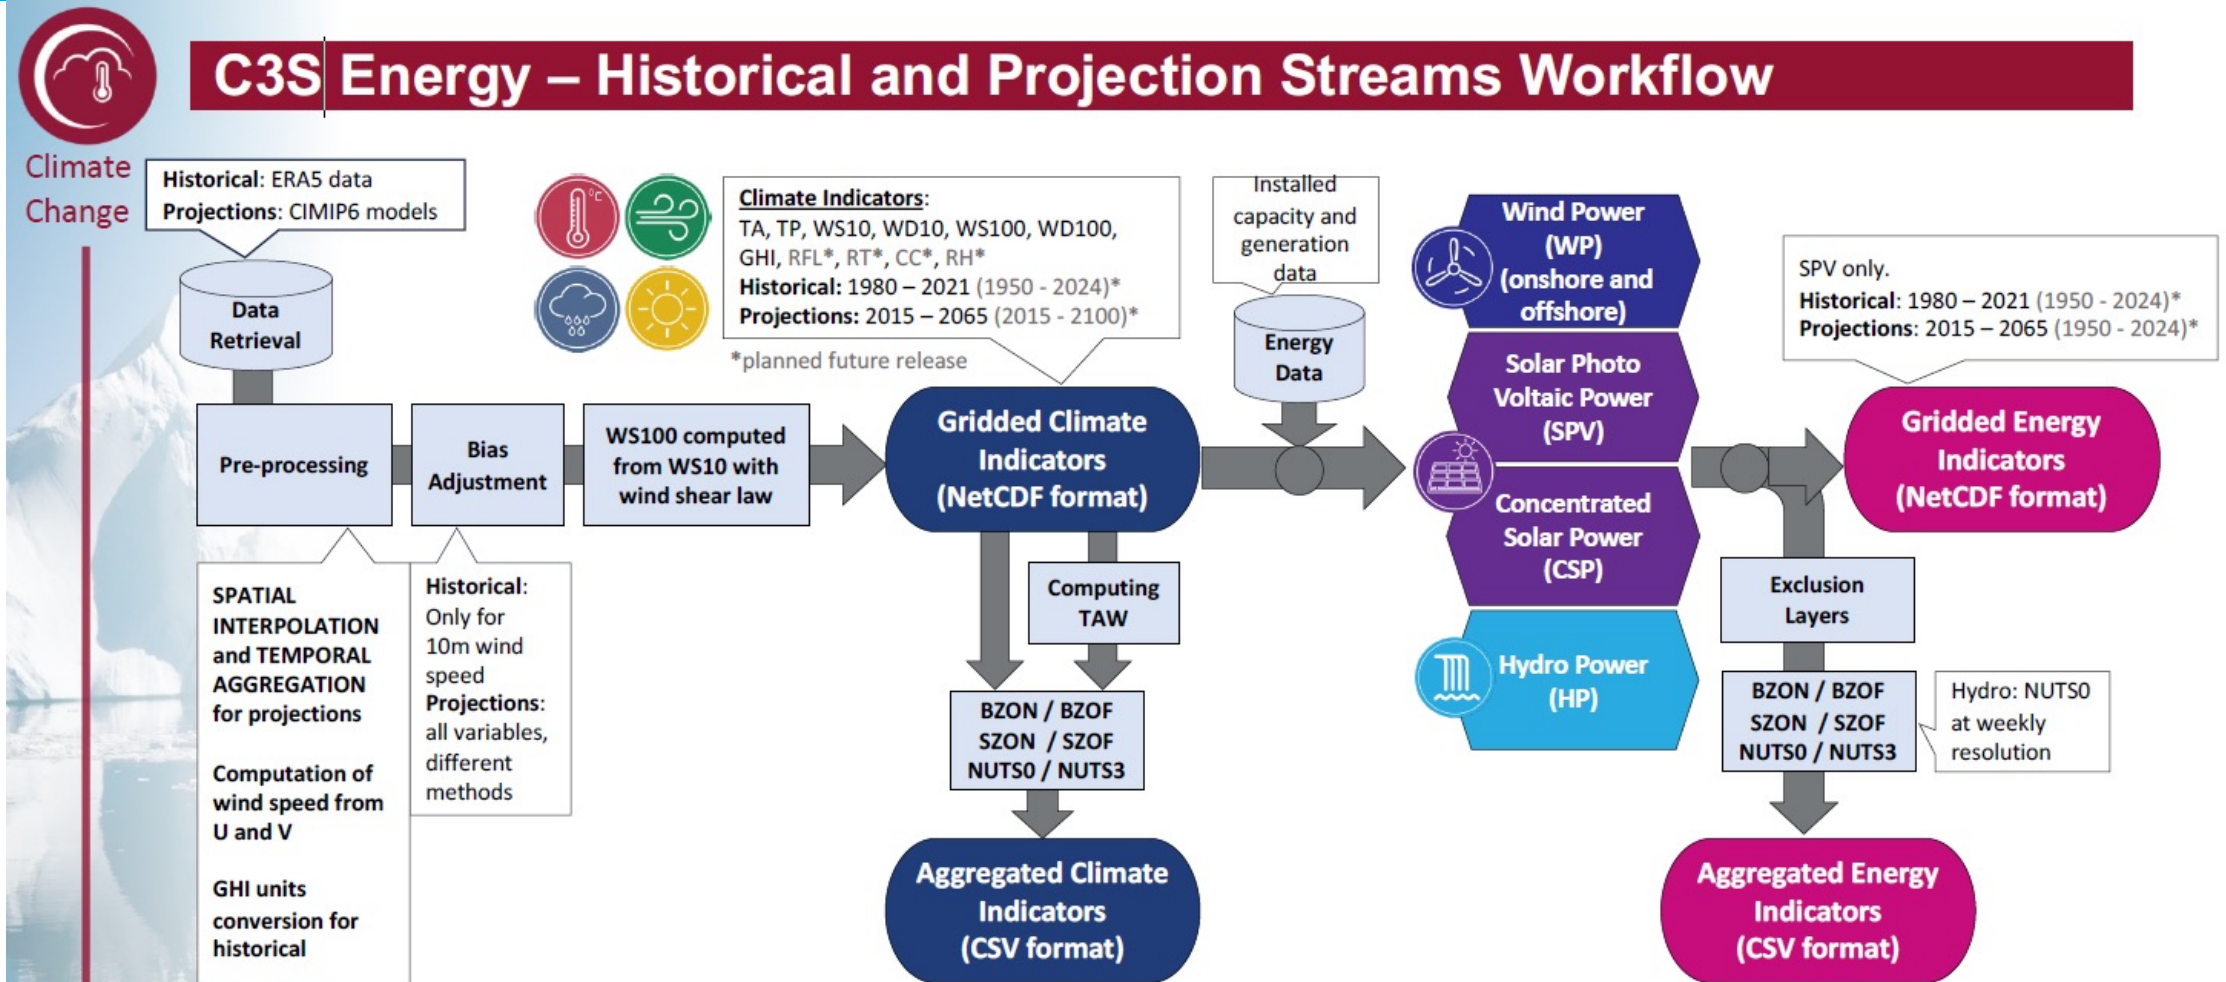 C3S Energy – Historical and Projection Streams Workflow
Climate
Change
Historical: ERA5 data
Projections: CIMIP6 models
Data
Retrieval
Pre-processing
Bias
Adjustment
WS100 computed
from WS10 with
wind shear law
SPATIAL
INTERPOLATION
and TEMPORAL
AGGREGATION
for projections
Computation of
wind speed from
U and V
GHI units
conversion for
historical
Historical:
Only for
10m wind
speed
Projections:
all variables,
different
methods
°C
Climate Indicators:
TA, TP, WS10, WD10, WS100, WD100,
GHI, RFL*, RT*, CC*, RH*
Historical: 1980 – 2021 (1950 - 2024)*
Projections: 2015 – 2065 (2015 - 2100)*
*planned future release
Gridded Climate
Indicators
(NetCDF format)
Computing
TAW
BZON / BZOF
SZON / SZOF
NUTS0 / NUTS3
Aggregated Climate
Indicators
(CSV format)
Installed
capacity and
generation
data
Energy
Data
Wind Power
(WP)
(onshore and
offshore)
Solar Photo
Voltaic Power
(SPV)
Concentrated
Solar Power
(CSP)
Hydro Power
(HP)
SPV only.
Historical: 1980 – 2021 (1950 - 2024)*
Projections: 2015 – 2065 (1950 - 2024)*
Gridded Energy
Indicators
(NetCDF format)
Exclusion
Layers
BZON / BZOF
SZON / SZOF
NUTS0 / NUTS3
Hydro: NUTS0
at weekly
resolution
Aggregated Energy
Indicators
(CSV format)